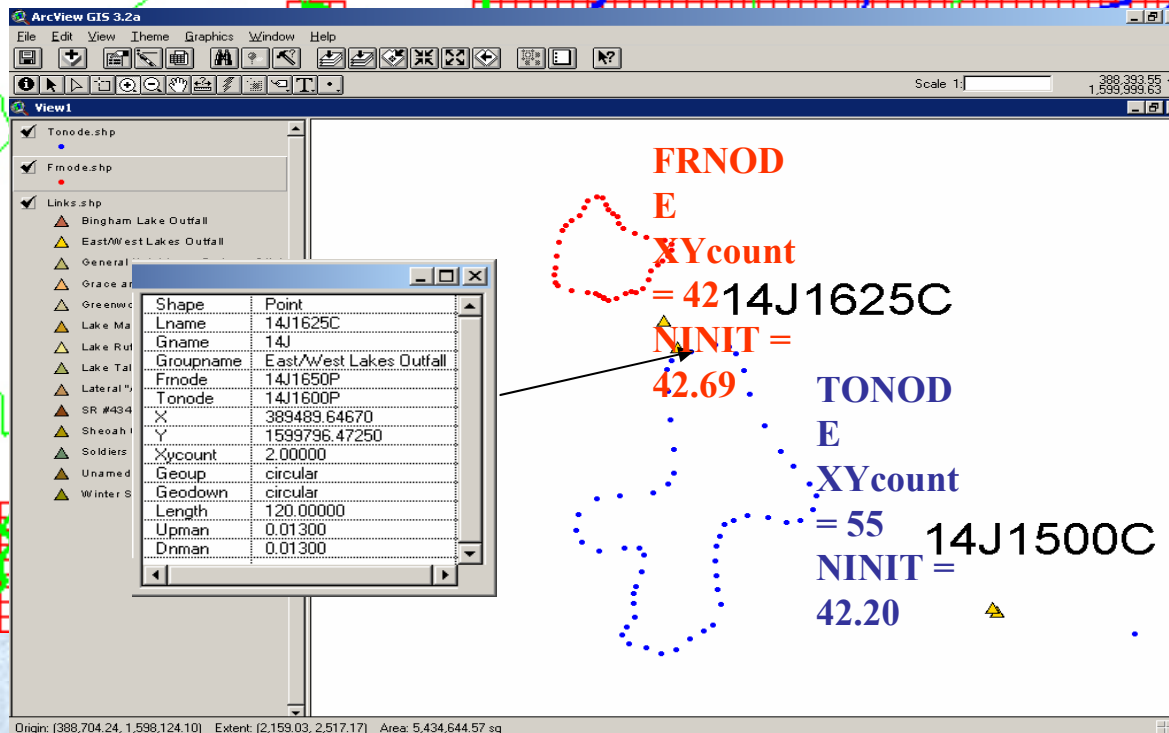 ArcView GIS 3.2a
File Edit View Theme Graphics Window Help
Scale 1:
388,393.55
1,599,999.63
View1
Tonode.shp
Frnode.shp
Links.shp
Bingham Lake Outfall
East/West Lakes Outfall
General
Grace
Lake
Lake
Lake
Lateral
SR #434
Sheoah
Soldiers
Unamed
Winter S
Shape Point
Lname 14J1625C
Gname 14J
Groupname East/West Lakes Outfall
Frnode 14J1650P
Tonode 14J1600P
X 389489.64670
Y 1599796.47250
Xycount 2.00000
Geoup circular
Geodown circular
Length 120.00000
Upman 0.01300
Dnman 0.01300
FRNOD
E
XYcount
= 42
NINIT =
42.69
14J1625C
TONOD
E
XYcount
= 55
NINIT =
42.20
14J1500C
Origin: (388,704.24, 1,598,124.10) Extent: (2,159.03, 2,517.17) Area: 5,434,644.57 sq